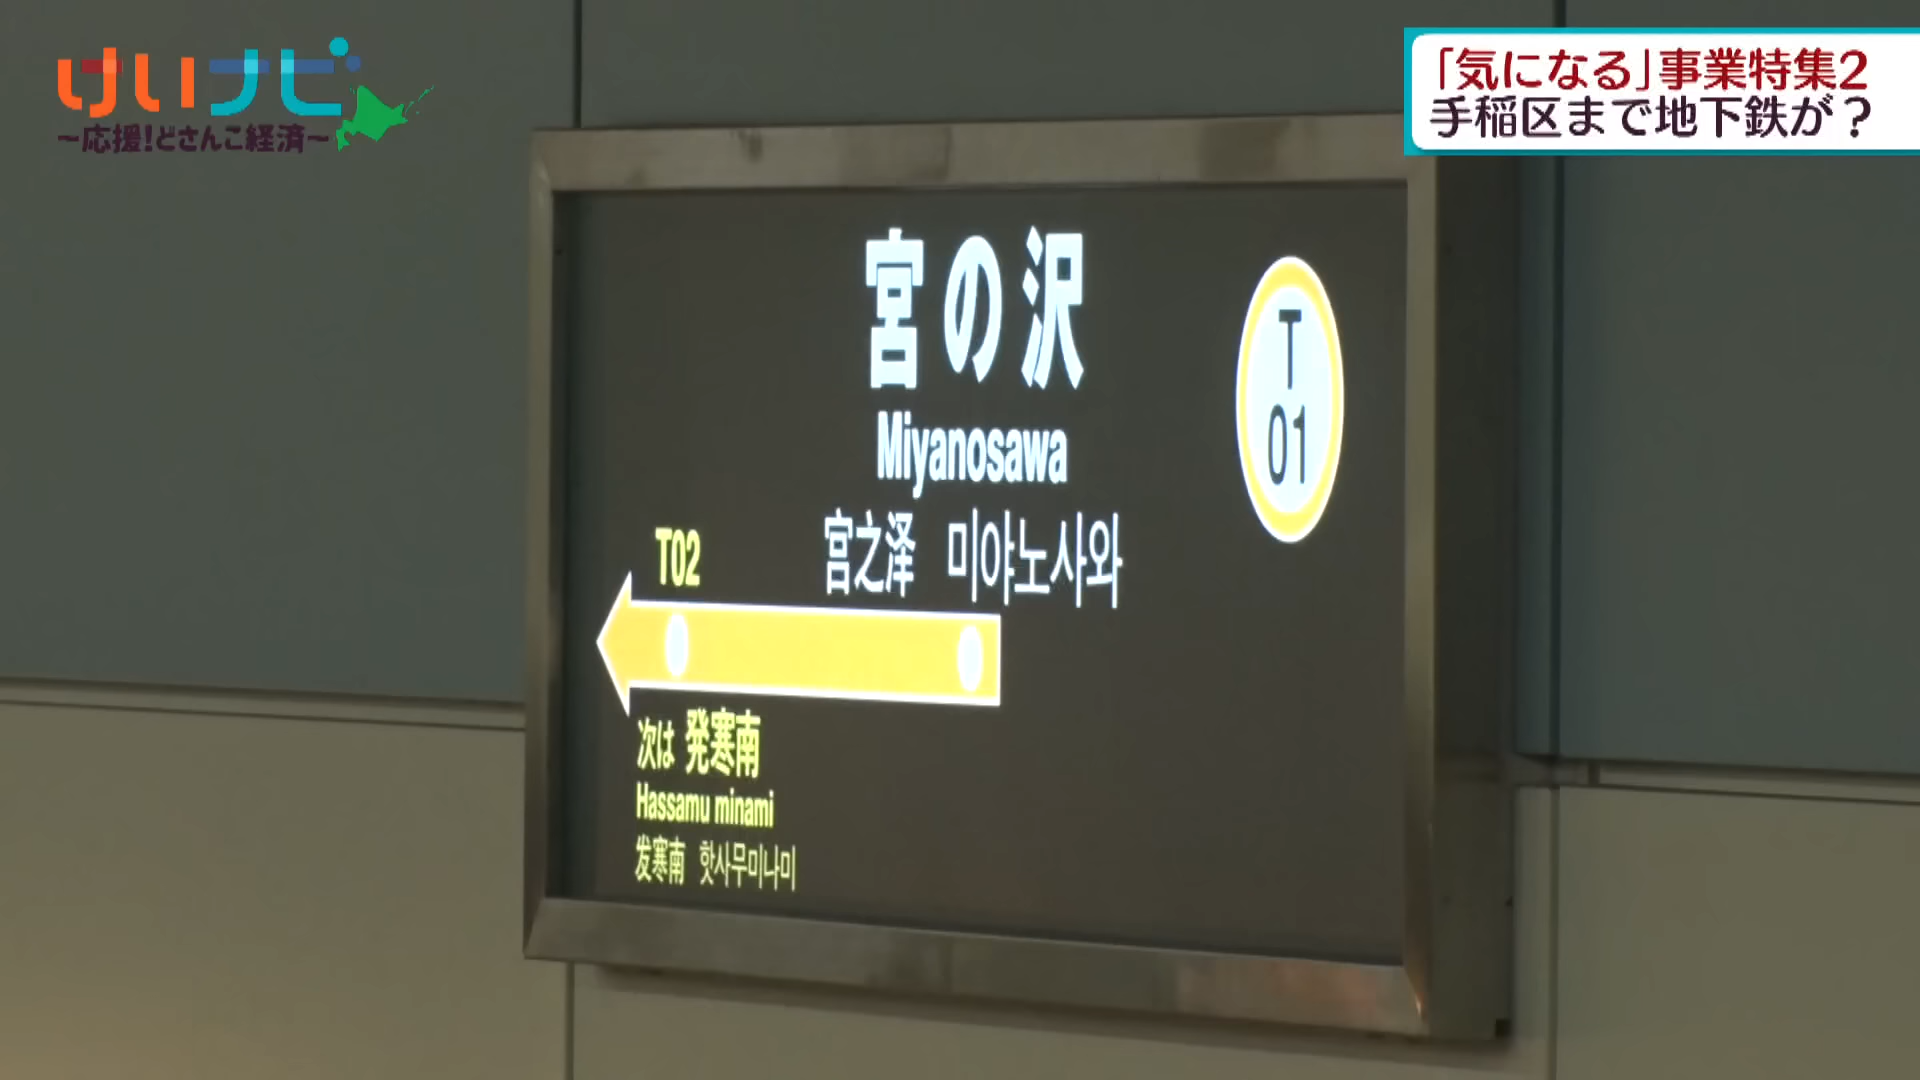 けいナビ
～応援!どさんこ経済～
「気になる」事業特集2
手稲区まで地下鉄が？
宮の沢
Miyanosawa
宮之泽 미야노사와
T
01
T02
次は 発寒南
Hassamu minami
发寒南 핫사무미나미